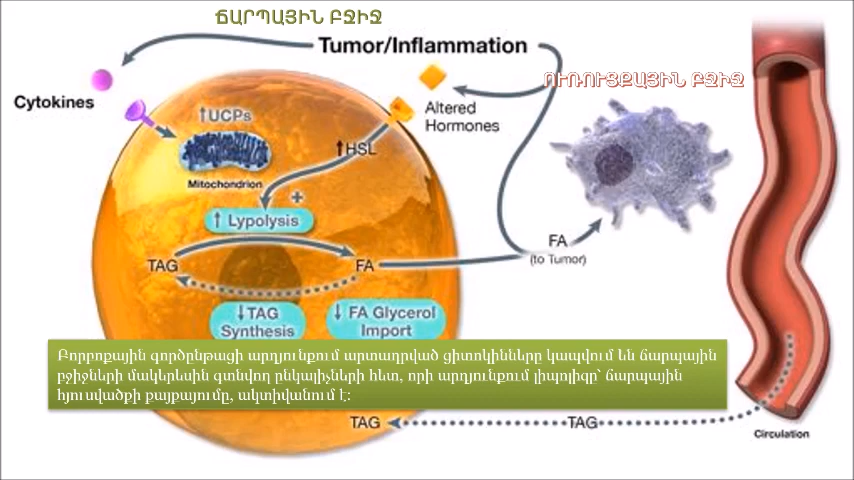 ՃԱՐՊԱՅԻՆ ԲՋԻՋ
Tumor/Inflammation
ՈՒՌՈՒՑՔԱՅԻՆ ԲՋԻՋ
Cytokines
Altered
Hormones
↑UCPs
↑HSL
Mitochondrion
+
↑ Lypolysis
FA
(to Tumor)
TAG
FA
↓TAG
Synthesis
↓ FA Glycerol
Import
Բորբոքային գործընթացի արդյունքում արտադրված ցիտոկինները կապվում են ճարպային
բջիջների մակերեսին գտնվող ընկալիչների հետ, որի արդյունքում լիպոլիզը՝ ճարպային
հյուսվածքի քայքայումը, ակտիվանում է:
TAG
TAG
Circulation